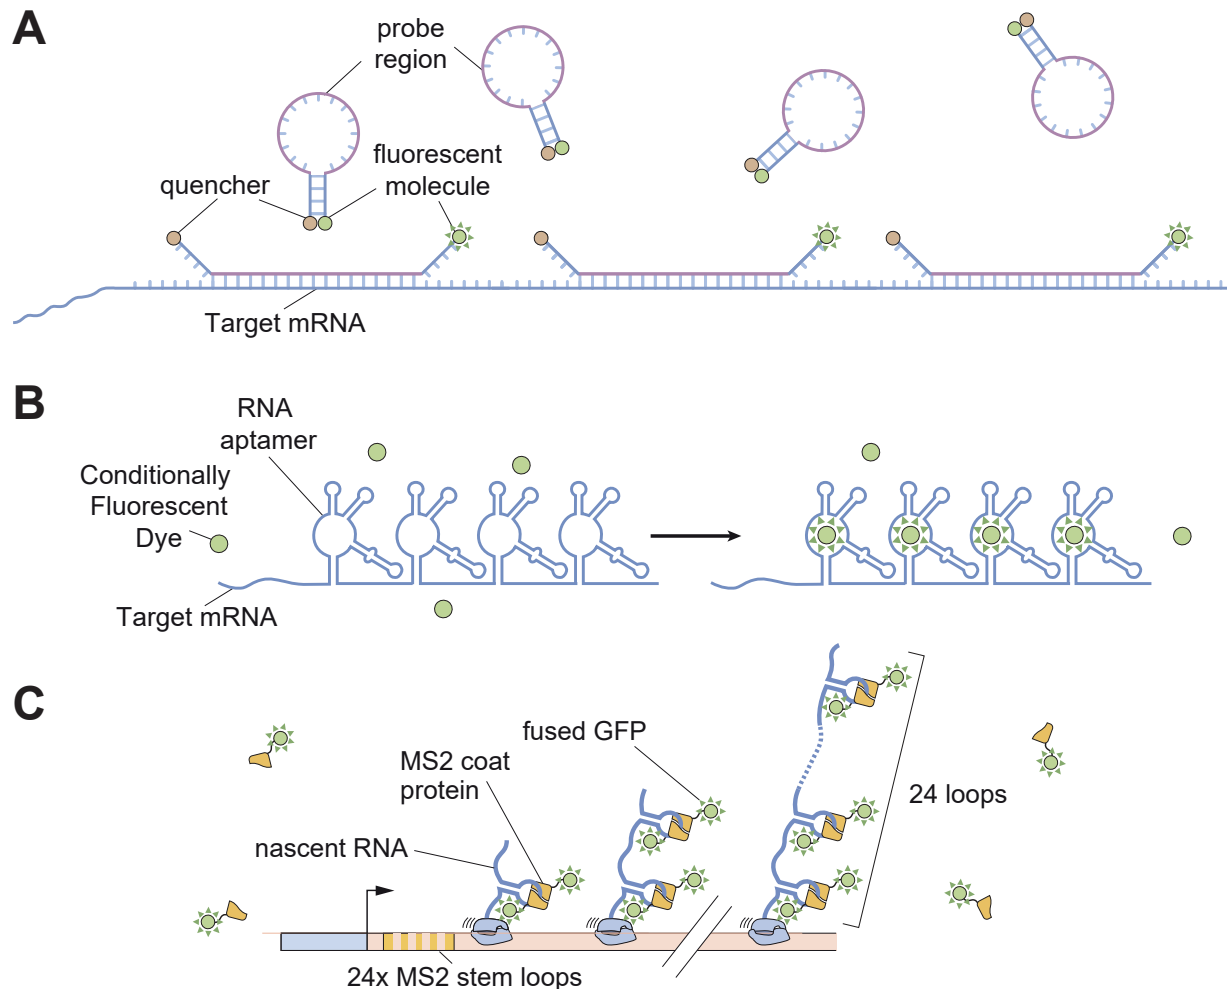 A
probe
region
fluorescent
molecule
quencher
Target mRNA
B
RNA
aptamer
Conditionally
Fluorescent
Dye
Target mRNA
C
fused GFP
MS2 coat
protein
24 loops
nascent RNA
24x MS2 stem loops